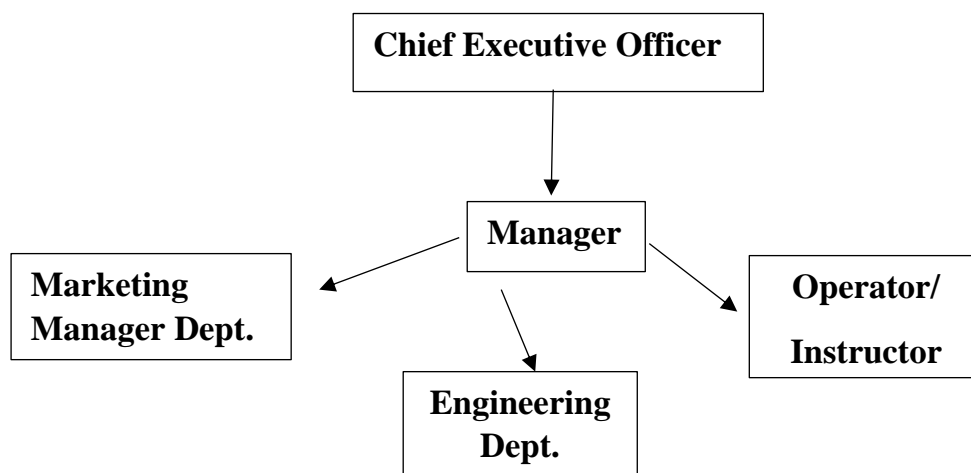 Chief Executive Officer
Manager
Marketing
Manager Dept.
Operator/
Instructor
Engineering
Dept.